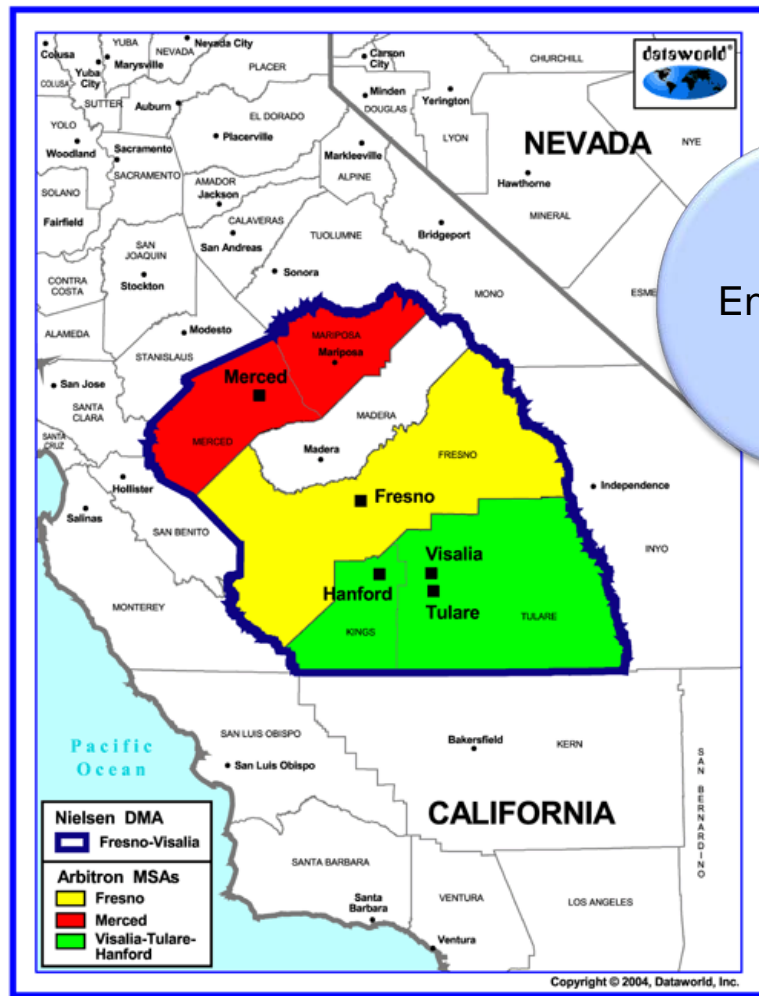 Colusa
YUBA
Nevada City
NEVADA
Marysville
Yuba
City
COLUSA
SUTTER
PLACER
Auburn
EL DORADO
Placerville
YOLO
Woodland
Sacramento
SACRAMENTO
SOLANO
Fairfield
AMADOR
Jackson
CALAVERAS
San Andreas
Carson
City
Minden
DOUGLAS
Markleeville
ALPINE
Yerington
LYON
CHURCHILL
dataworld®
NEVADA
NYE
Hawthorne
MINERAL
Bridgeport
MONO
ESME
En
TUOLUMNE
Sonora
SAN
JOAQUIN
Stockton
CONTRA
COSTA
ALAMEDA
Modesto
STANISLAUS
San Jose
SANTA
CLARA
SANTA
CRUZ
MARIPOSA
Mariposa
Merced
MERCED
MADERA
Madera
FRESNO
Fresno
Hollister
Salinas
SAN BENITO
MONTEREY
Independence
INYO
Visalia
Hanford
Tulare
KINGS
TULARE
SAN LUIS OBISPO
San Luis Obispo
Bakersfield
KERN
CALIFORNIA
SAN BERNARDINO
SANTA BARBARA
Santa
Barbara
VENTURA
Ventura
LOS ANGELES
Pacific
Ocean
Nielsen DMA
Fresno-Visalia
Arbitron MSAs
Fresno
Merced
Visalia-Tulare-
Hanford
Copyright © 2004, Dataworld, Inc.